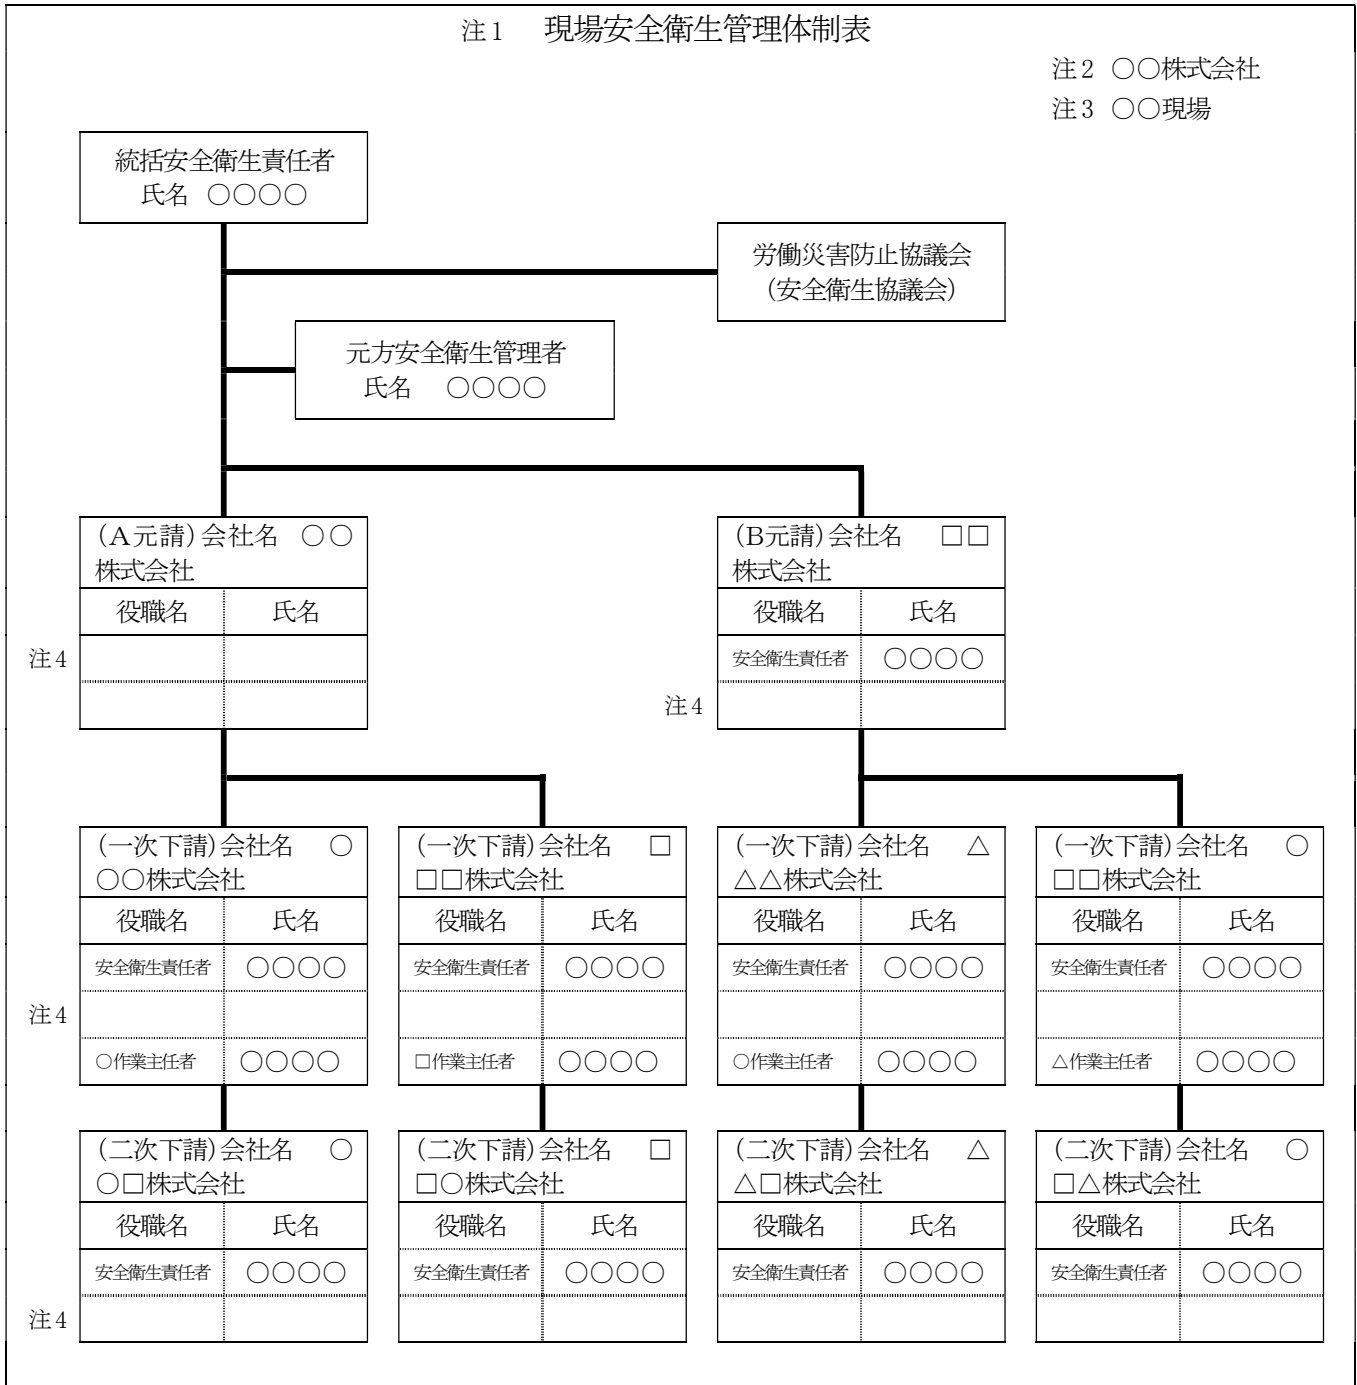 注1 現場安全衛生管理体制表
注2 ○○株式会社
注3 ○○現場
統括安全衛生責任者
氏名 ○○○○
労働災害防止協議会
(安全衛生協議会)
元方安全衛生管理者
氏名 ○○○○
(A元請)会社名 ○○
株式会社
役職名 氏名
注4
(B元請)会社名 □□
株式会社
役職名 氏名
安全衛生責任者 ○○○○
注4
(一次下請)会社名 ○
○○株式会社
役職名 氏名
安全衛生責任者 ○○○○
注4
○作業主任者 ○○○○
(一次下請)会社名 □
□□株式会社
役職名 氏名
安全衛生責任者 ○○○○
□作業主任者 ○○○○
(一次下請)会社名 △
△△株式会社
役職名 氏名
安全衛生責任者 ○○○○
○作業主任者 ○○○○
(一次下請)会社名 ○
□□株式会社
役職名 氏名
安全衛生責任者 ○○○○
△作業主任者 ○○○○
(二次下請)会社名 ○
○□株式会社
役職名 氏名
安全衛生責任者 ○○○○
注4
(二次下請)会社名 □
□○株式会社
役職名 氏名
安全衛生責任者 ○○○○
(二次下請)会社名 △
△□株式会社
役職名 氏名
安全衛生責任者 ○○○○
(二次下請)会社名 ○
□△株式会社
役職名 氏名
安全衛生責任者 ○○○○